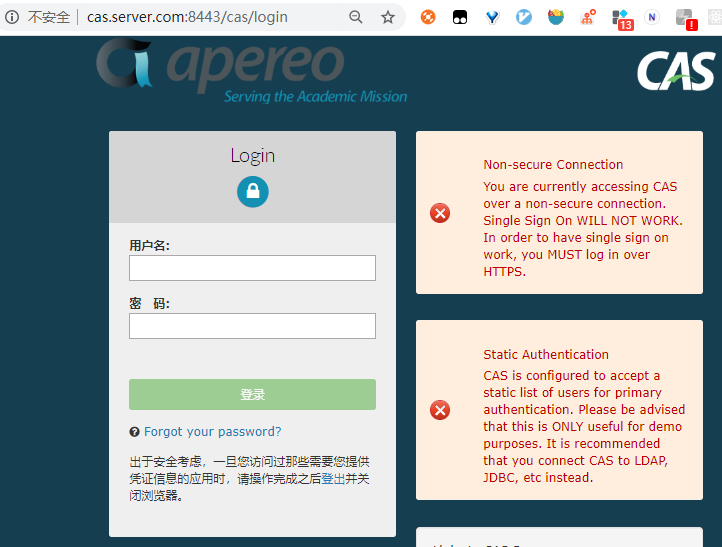 不安全
cas.server.com:8443/cas/login
13
N
apereo
Serving the Academic Mission
CAS
Login
用户名:
密 码:
登录
Forgot your password?
出于安全考虑，一旦您访问过那些需要您提供
凭证信息的应用时，请操作完成之后登出并关
闭浏览器。
Non-secure Connection
You are currently accessing CAS
over a non-secure connection.
Single Sign On WILL NOT WORK.
In order to have single sign on
work, you MUST log in over
HTTPS.
Static Authentication
CAS is configured to accept a
static list of users for primary
authentication. Please be advised
that this is ONLY useful for demo
purposes. It is recommended
that you connect CAS to LDAP,
JDBC, etc instead.